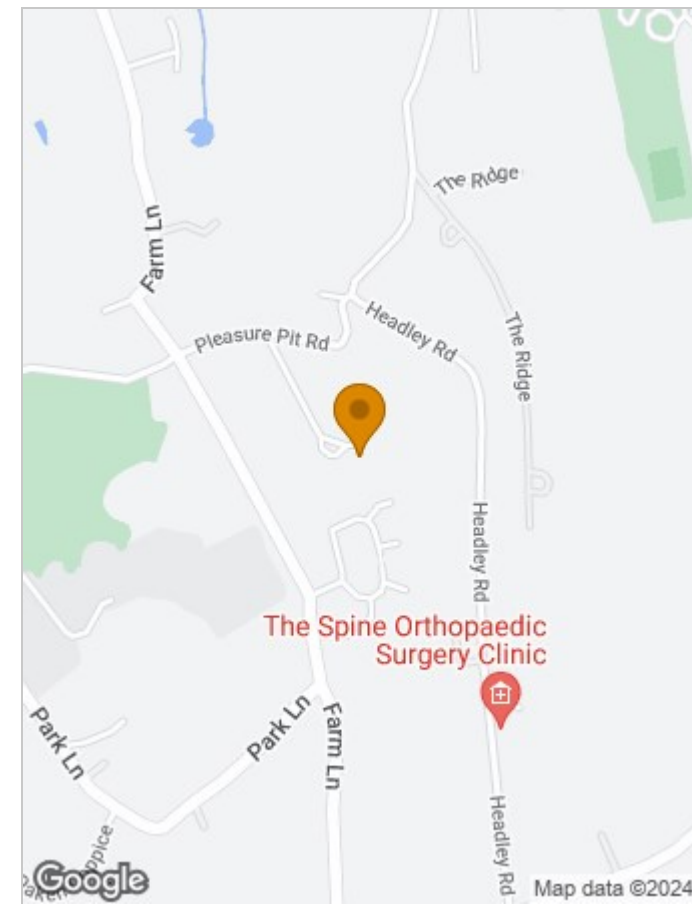 The Ridge
Farm Ln
Pleasure Pit Rd
Headley Rd
The Ridge
Headley Rd
The Spine Orthopaedic
Surgery Clinic
Park Ln
Park Ln
Farm Ln
Headley Rd
Google
Map data ©2024